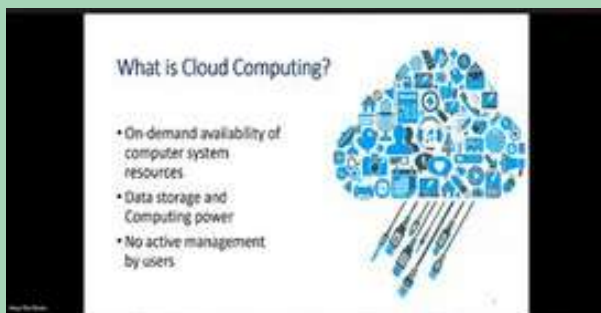 What is Cloud Computing?
• On-demand availability of
computer system
resources
• Data storage and
Computing power
• No active management
by users